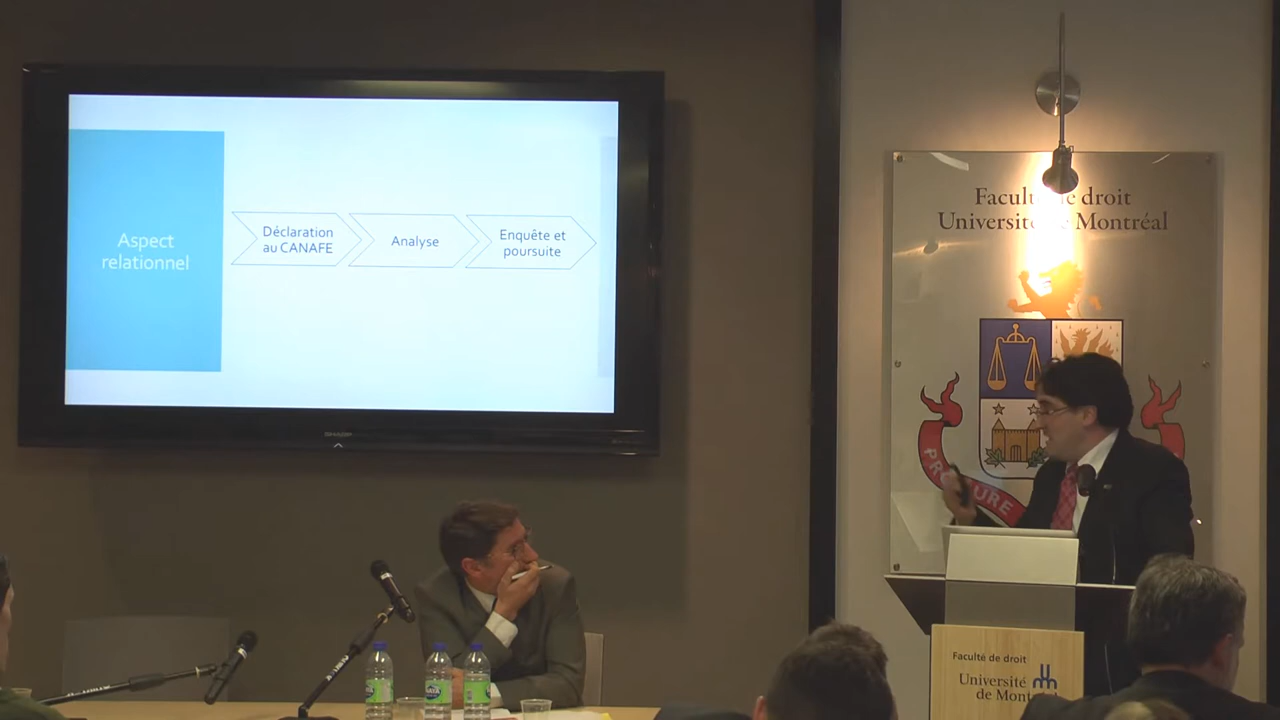 Aspect
relationnel
Déclaration
au CANAFE
Analyse
Enquête et
poursuite
SHARP
Faculté de droit
Université de Montréal
Faculté de droit
Université
de Montréal